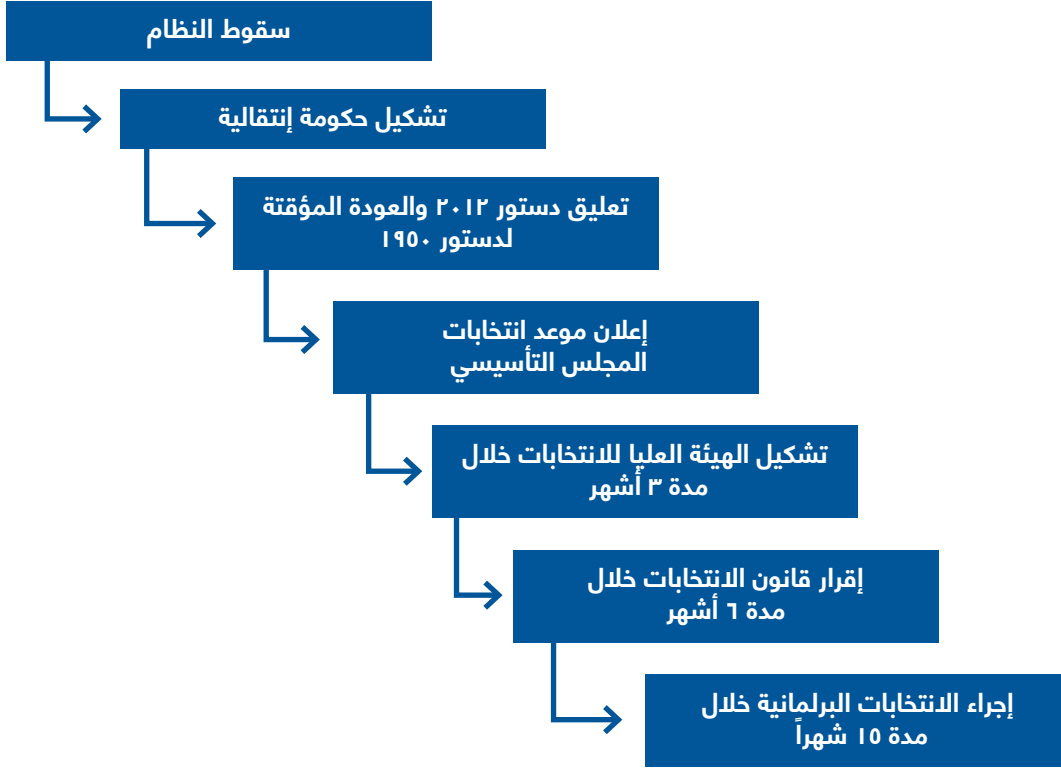 سقوط النظام
تشكيل حكومة إنتقالية
تعليق دستور ٢٠١٢ والعودة المؤقتة
لدستور ١٩٥٠
إعلان موعد انتخابات
المجلس التأسيسي
تشكيل الهيئة العليا للانتخابات خلال
مدة ٣ أشهر
إقرار قانون الانتخابات خلال
مدة ٦ أشهر
إجراء الانتخابات البرلمانية خلال
مدة ١٥ شهراً